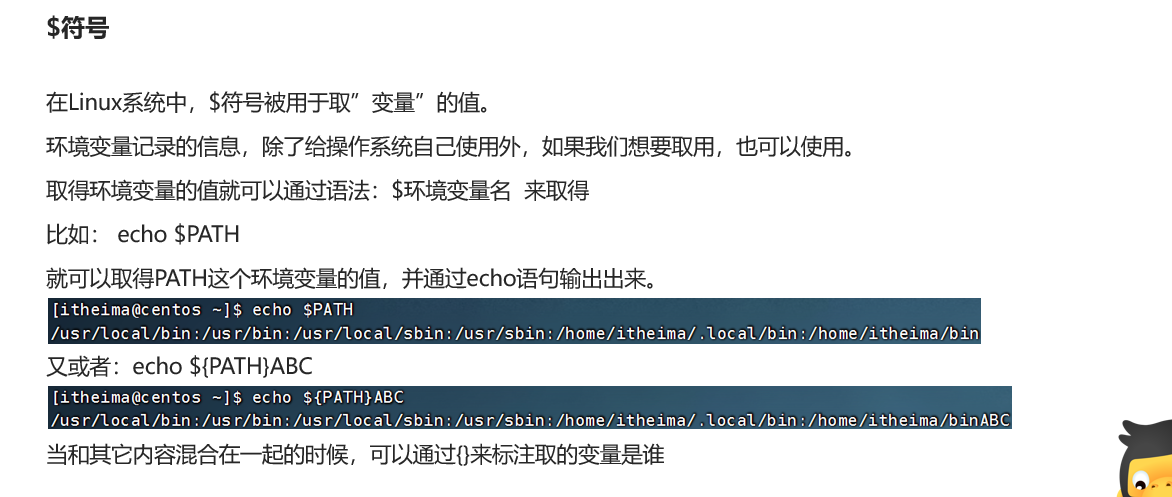 $符号
在Linux系统中，$符号被用于取”变量”的值。
环境变量记录的信息，除了给操作系统自己使用外，如果我们想要取用，也可以使用。
取得环境变量的值就可以通过语法：$环境变量名 来取得
比如： echo $PATH
就可以取得PATH这个环境变量的值，并通过echo语句输出出来。
[itheima@centos ~]$ echo $PATH
/usr/local/bin:/usr/bin:/usr/local/sbin:/usr/sbin:/home/itheima/.local/bin:/home/itheima/bin
又或者：echo ${PATH}ABC
[itheima@centos ~]$ echo ${PATH}ABC
/usr/local/bin:/usr/bin:/usr/local/sbin:/usr/sbin:/home/itheima/.local/bin:/home/itheima/binABC
当和其它内容混合在一起的时候，可以通过{}来标注取的变量是谁